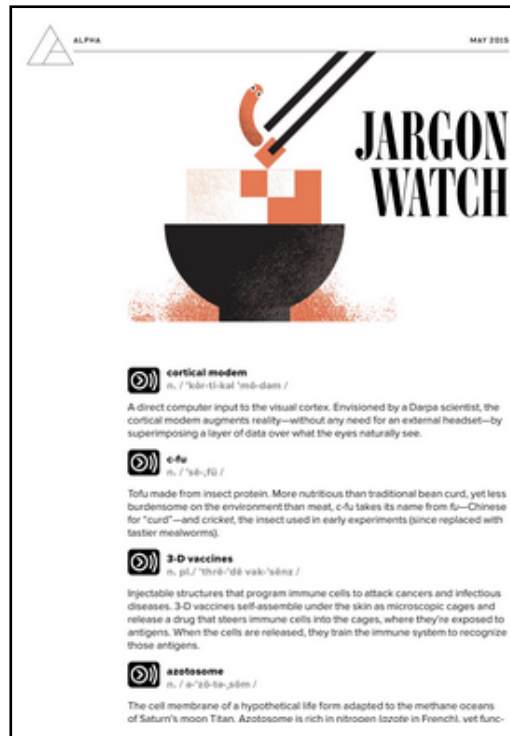 ALPHA
MAY 2015
JARGON
WATCH
cortical modem
n. / 'kȯr-ti-kəl 'mō-dəm /
A direct computer input to the visual cortex. Envisioned by a Darpa scientist, the
cortical modem augments reality—without any need for an external headset—by
superimposing a layer of data over what the eyes naturally see.
c-fu
n. / 'sē-,fü /
Tofu made from insect protein. More nutritious than traditional bean curd, yet less
burdensome on the environment than meat, c-fu takes its name from fu—Chinese
for "curd"—and cricket, the insect used in early experiments (since replaced with
tastier mealworms).
3-D vaccines
n. pl./ 'thrē-'dē vak-'sēnz /
Injectable structures that program immune cells to attack cancers and infectious
diseases. 3-D vaccines self-assemble under the skin as microscopic cages and
release a drug that steers immune cells into the cages, where they're exposed to
antigens. When the cells are released, they train the immune system to recognize
those antigens.
azotosome
n. / ə-'zō-tə-,sōm /
The cell membrane of a hypothetical life form adapted to the methane oceans
of Saturn's moon Titan. Azotosome is rich in nitrogen (azote in French), yet func-